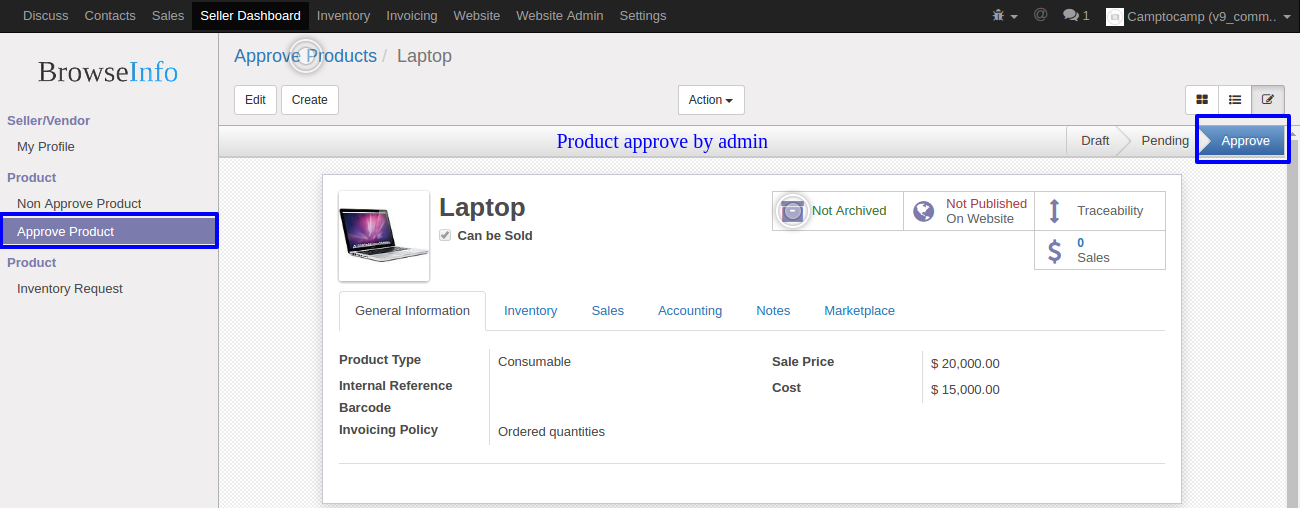 Discuss Contacts Sales Seller Dashboard Inventory Invoicing Website Website Admin Settings @ 1 Camptocamp (v9_comm..
BrowseInfo
Seller/Vendor
My Profile
Product
Non Approve Product
Approve Product
Product
Inventory Request
Approve Products / Laptop
Edit Create Action
Product approve by admin
Draft Pending Approve
Laptop
Can be Sold
Not Archived
Not Published
On Website
Traceability
0
Sales
General Information Inventory Sales Accounting Notes Marketplace
Product Type Consumable
Internal Reference
Barcode
Invoicing Policy Ordered quantities
Sale Price $ 20,000.00
Cost $ 15,000.00